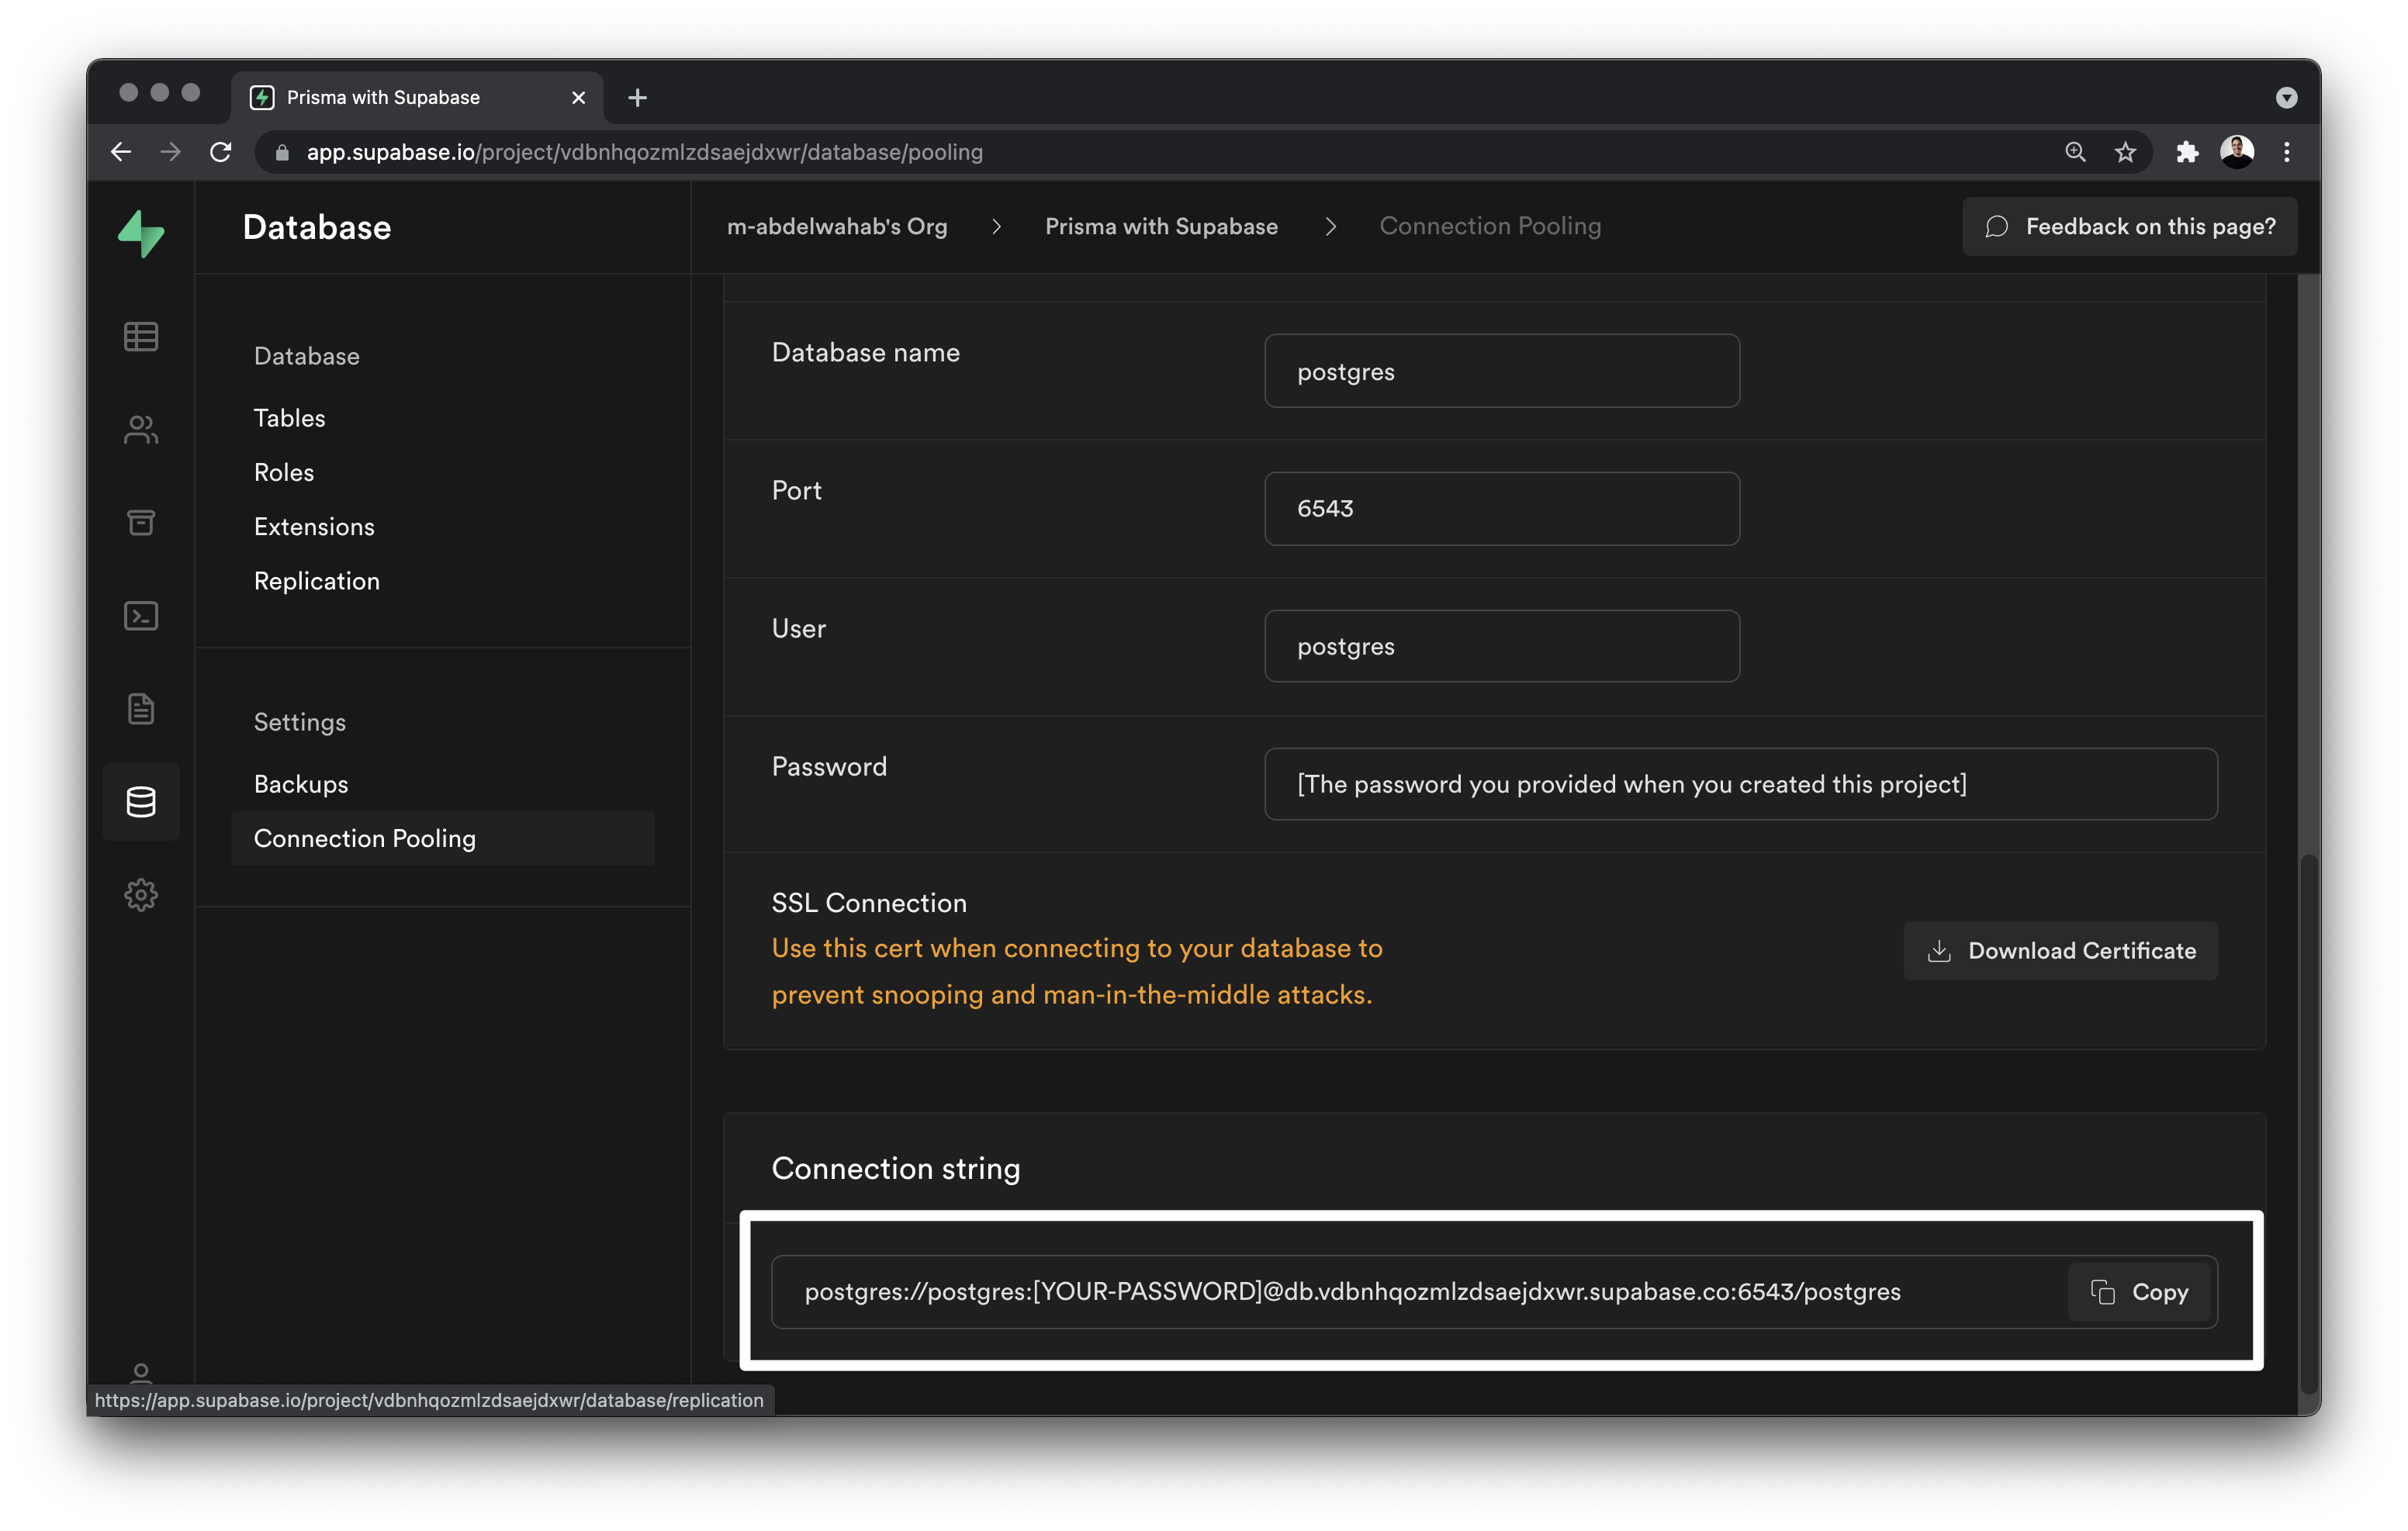 Prisma with Supabase
app.supabase.io/project/vdbnhqozmlzdsaejdxwr/database/pooling
Database
m-abdelwahab's Org
Prisma with Supabase
Connection Pooling
Feedback on this page?
Database
Tables
Roles
Extensions
Replication
Settings
Backups
Connection Pooling
Database name
postgres
Port
6543
User
postgres
Password
[The password you provided when you created this project]
SSL Connection
Use this cert when connecting to your database to
prevent snooping and man-in-the-middle attacks.
Download Certificate
Connection string
postgres://postgres:[YOUR-PASSWORD]@db.vdbnhqozmlzdsaejdxwr.supabase.co:6543/postgres
Copy
https://app.supabase.io/project/vdbnhqozmlzdsaejdxwr/database/replication